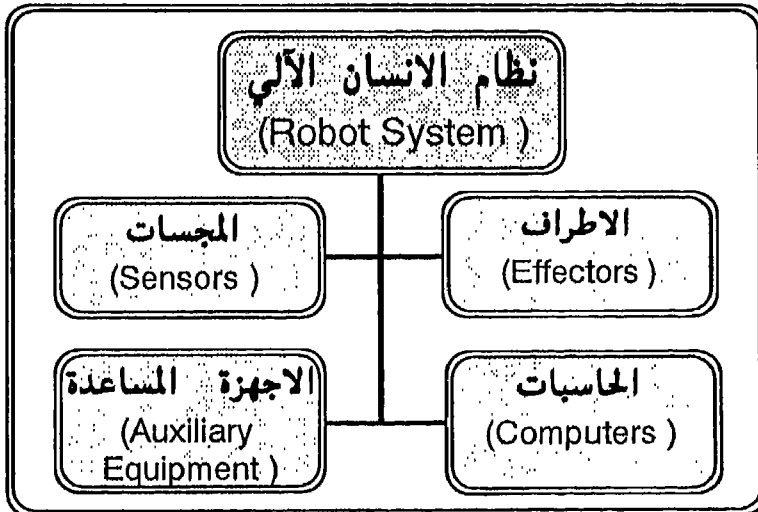 نظام الانسان الآلي
(Robot System )
الاطراف
(Effectors )
المجسات
(Sensors )
الحاسبات
(Computers )
الاجهزة المساعدة
(Auxiliary
Equipment )